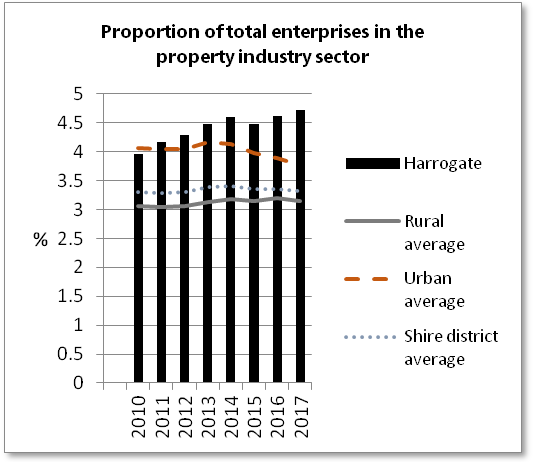 Proportion of total enterprises in the
property industry sector
5
4.5
4
3.5
3
2.5
2
1.5
1
0.5
0
%
2010
2011
2012
2013
2014
2015
2016
2017
Harrogate
Rural
average
Urban
average
Shire district
average